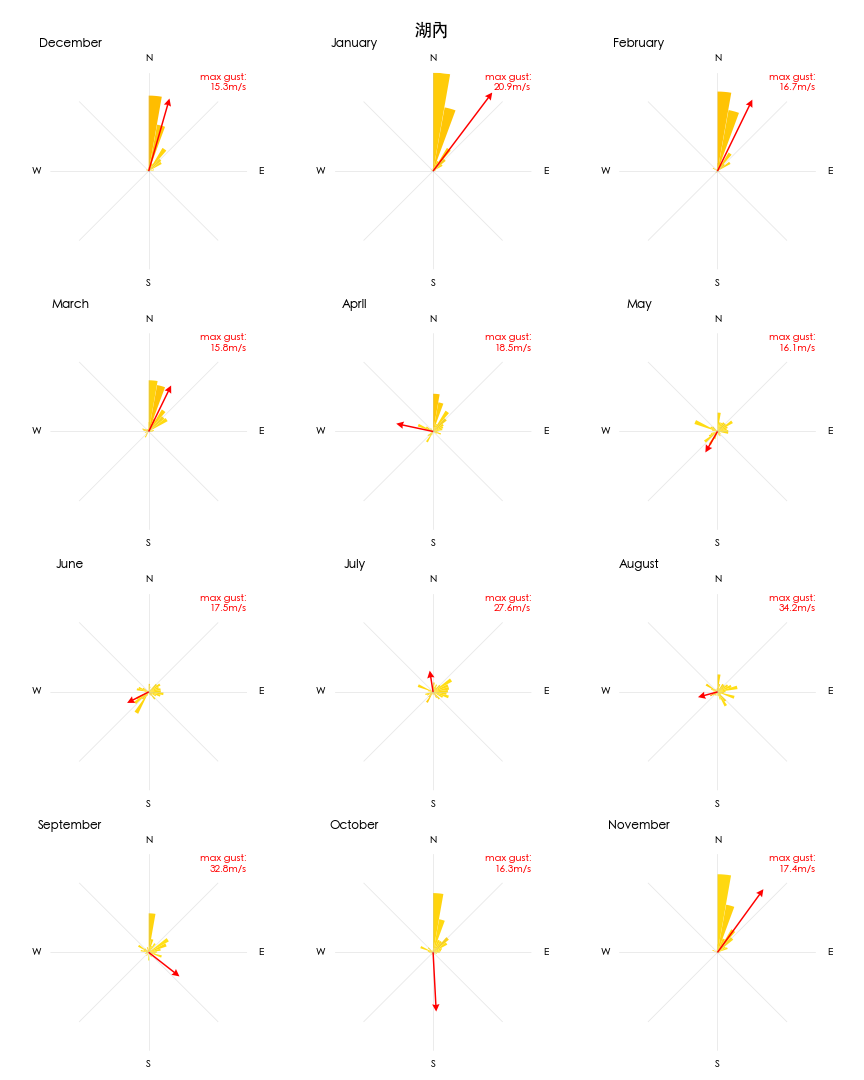 湖內
December
January
February
N
N
N
max gust:
15.3m/s
max gust:
20.9m/s
max gust:
16.7m/s
W
E
W
E
W
E
S
S
S
March
April
May
N
N
N
max gust:
15.8m/s
max gust:
18.5m/s
max gust:
16.1m/s
W
E
W
E
W
E
S
S
S
June
July
August
N
N
N
max gust:
17.5m/s
max gust:
27.6m/s
max gust:
34.2m/s
W
E
W
E
W
E
S
S
S
September
October
November
N
N
N
max gust:
32.8m/s
max gust:
16.3m/s
max gust:
17.4m/s
W
E
W
E
W
E
S
S
S